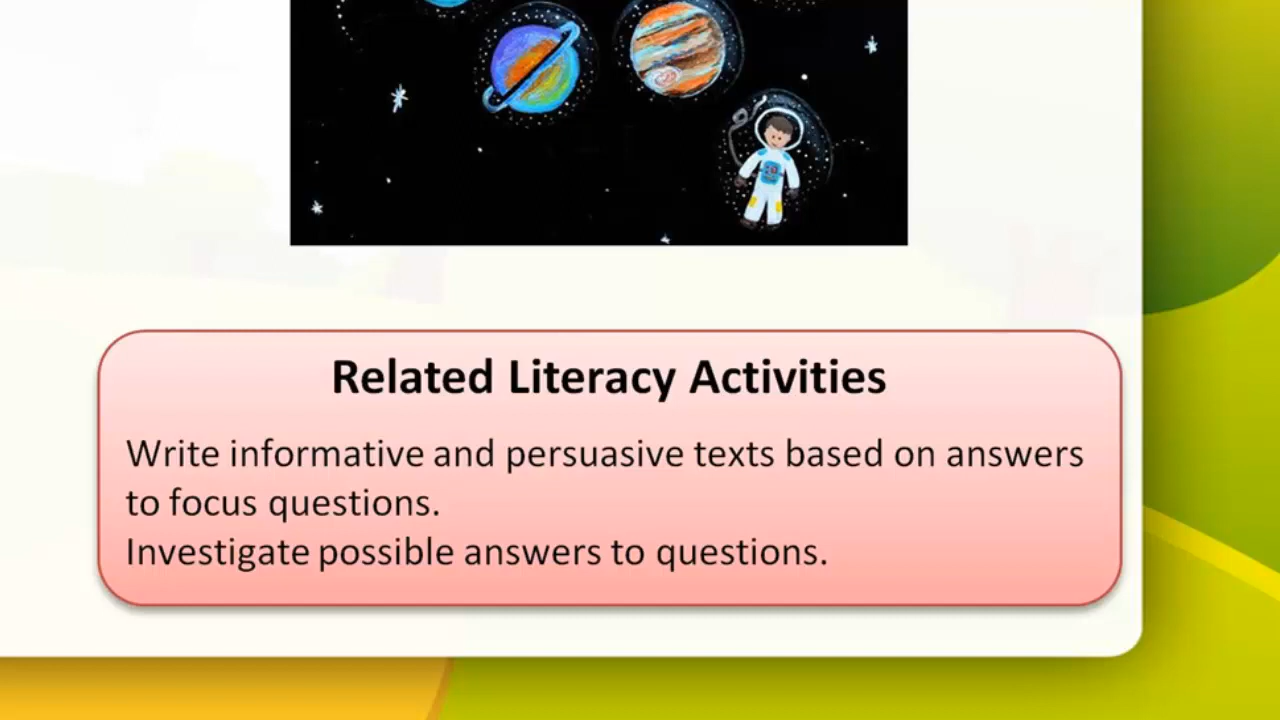 Related Literacy Activities
Write informative and persuasive texts based on answers
to focus questions.
Investigate possible answers to questions.